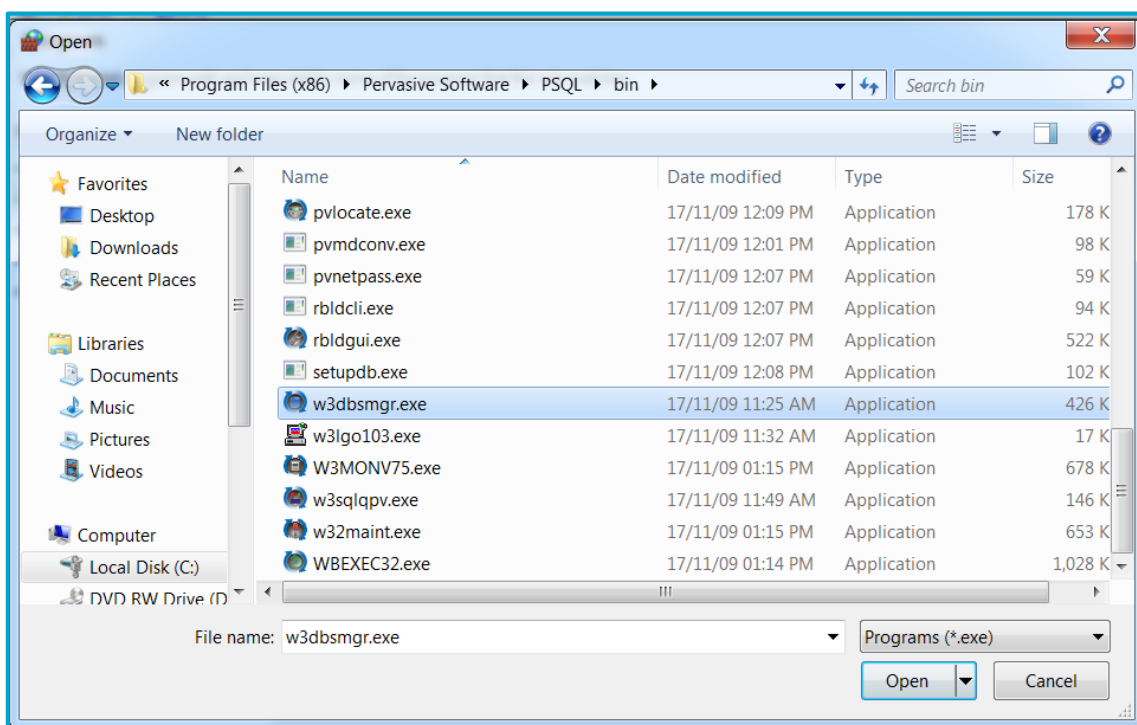 Open
« Program Files (x86) ▸ Pervasive Software ▸ PSQL ▸ bin ▸ Search bin
Organize ▾ New folder
Favorites
Desktop
Downloads
Recent Places
Libraries
Documents
Music
Pictures
Videos
Computer
Local Disk (C:)
DVD RW Drive (D
Name Date modified Type Size
pvlocate.exe 17/11/09 12:09 PM Application 178 K
pvmdconv.exe 17/11/09 12:01 PM Application 98 K
pvnetpass.exe 17/11/09 12:07 PM Application 59 K
rbldcli.exe 17/11/09 12:07 PM Application 94 K
rbldgui.exe 17/11/09 12:07 PM Application 522 K
setupdb.exe 17/11/09 12:08 PM Application 102 K
w3dbsmgr.exe 17/11/09 11:25 AM Application 426 K
w3lgo103.exe 17/11/09 11:32 AM Application 17 K
W3MONV75.exe 17/11/09 01:15 PM Application 678 K
w3sqlqpv.exe 17/11/09 11:49 AM Application 146 K
w32maint.exe 17/11/09 01:15 PM Application 653 K
WBEXEC32.exe 17/11/09 01:14 PM Application 1,028 K
File name: w3dbsmgr.exe Programs (*.exe)
Open Cancel